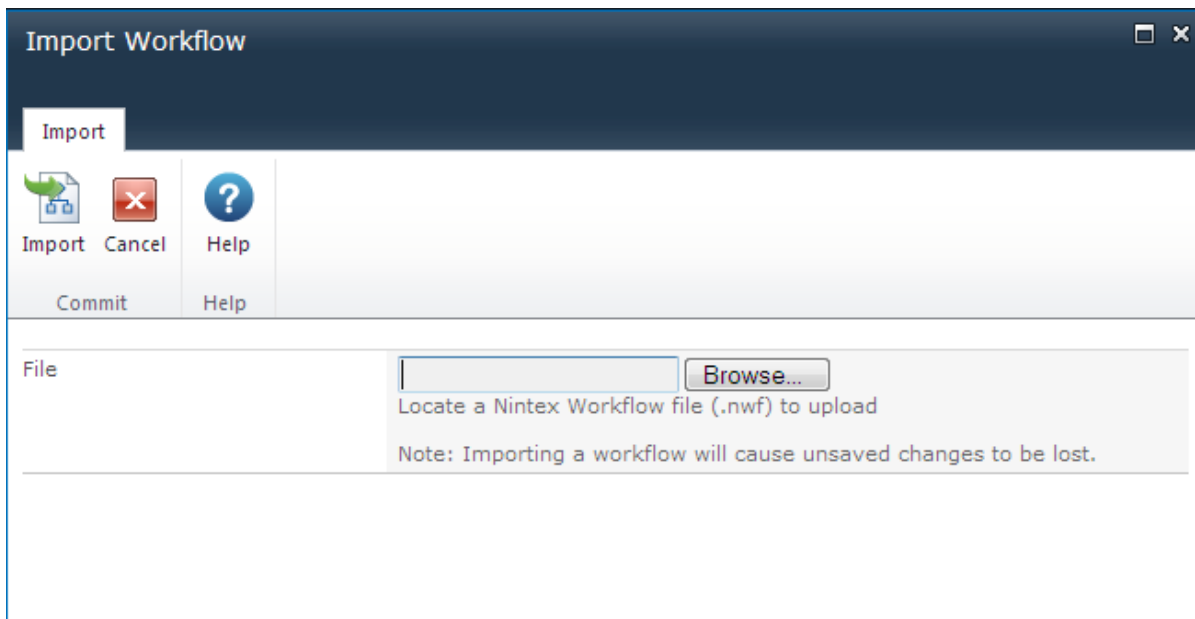 Import Workflow
Import
Import Cancel Help
Commit Help
File
Browse...
Locate a Nintex Workflow file (.nwf) to upload
Note: Importing a workflow will cause unsaved changes to be lost.